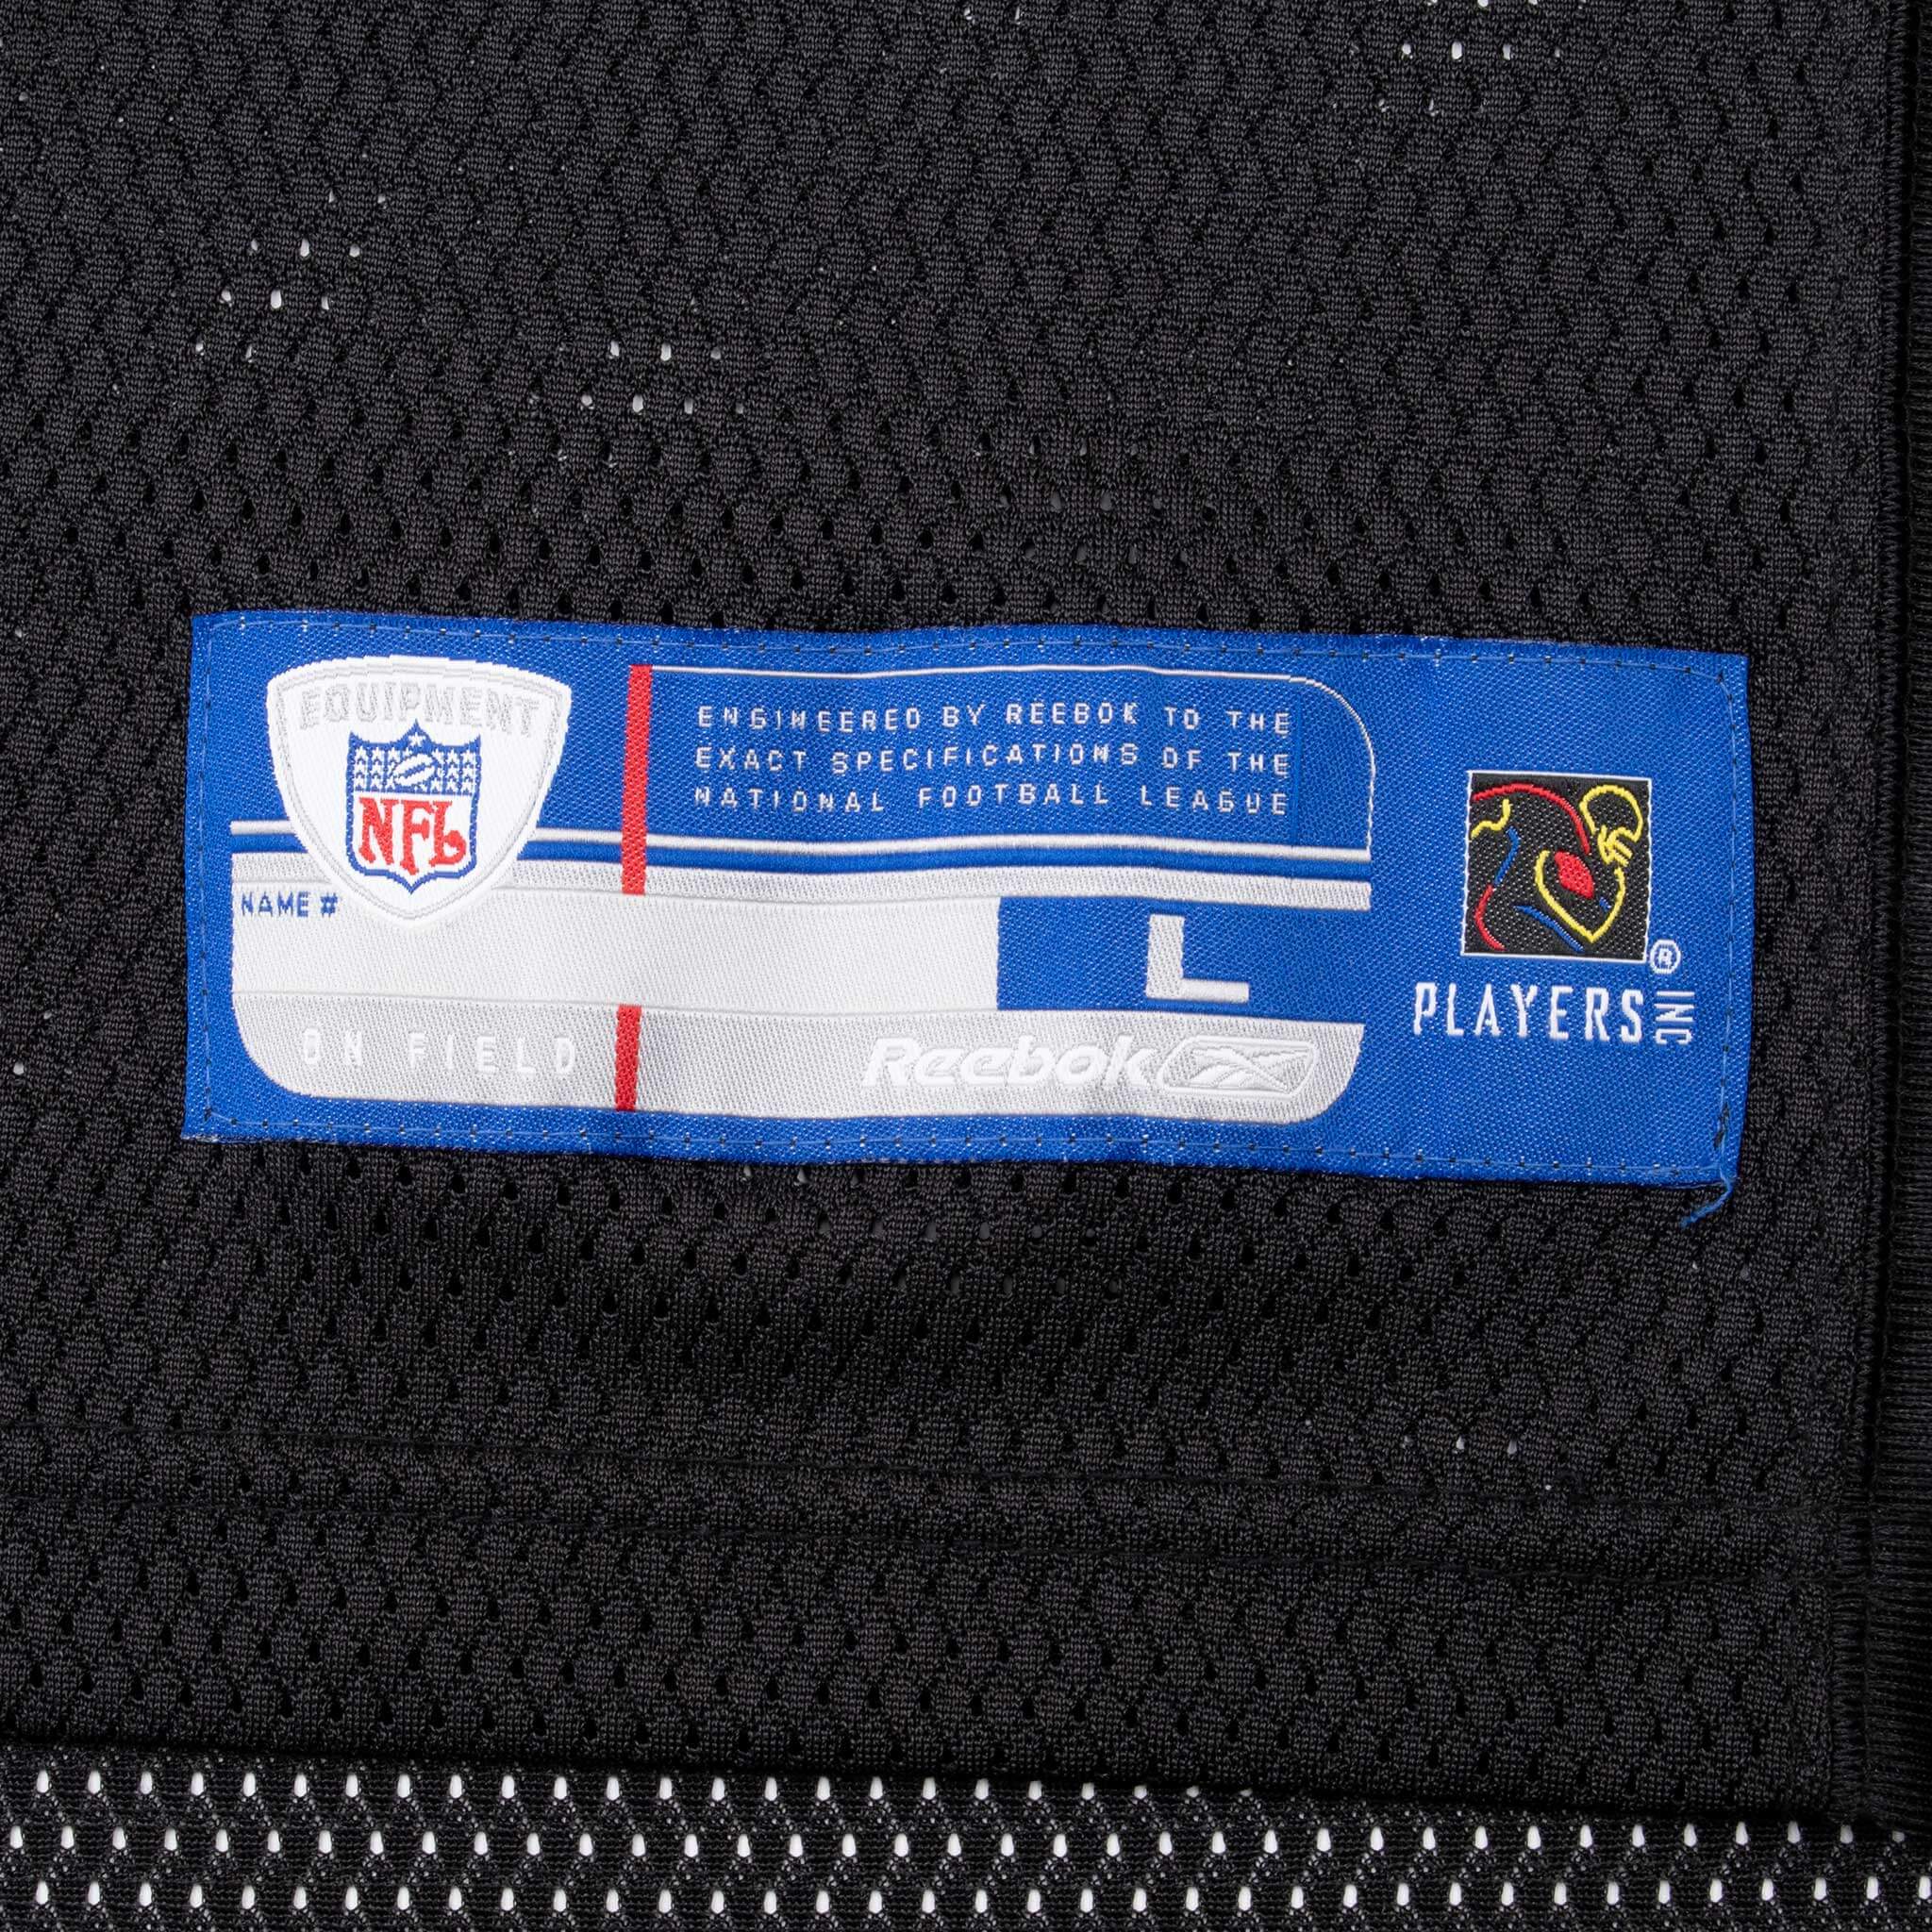 EQUIPMENT
NFL
ENGINEERED BY REEBOK TO THE
EXACT SPECIFICATIONS OF THE
NATIONAL FOOTBALL LEAGUE
NAME #
L
ON FIELD
Reebok
®
PLAYERS INC